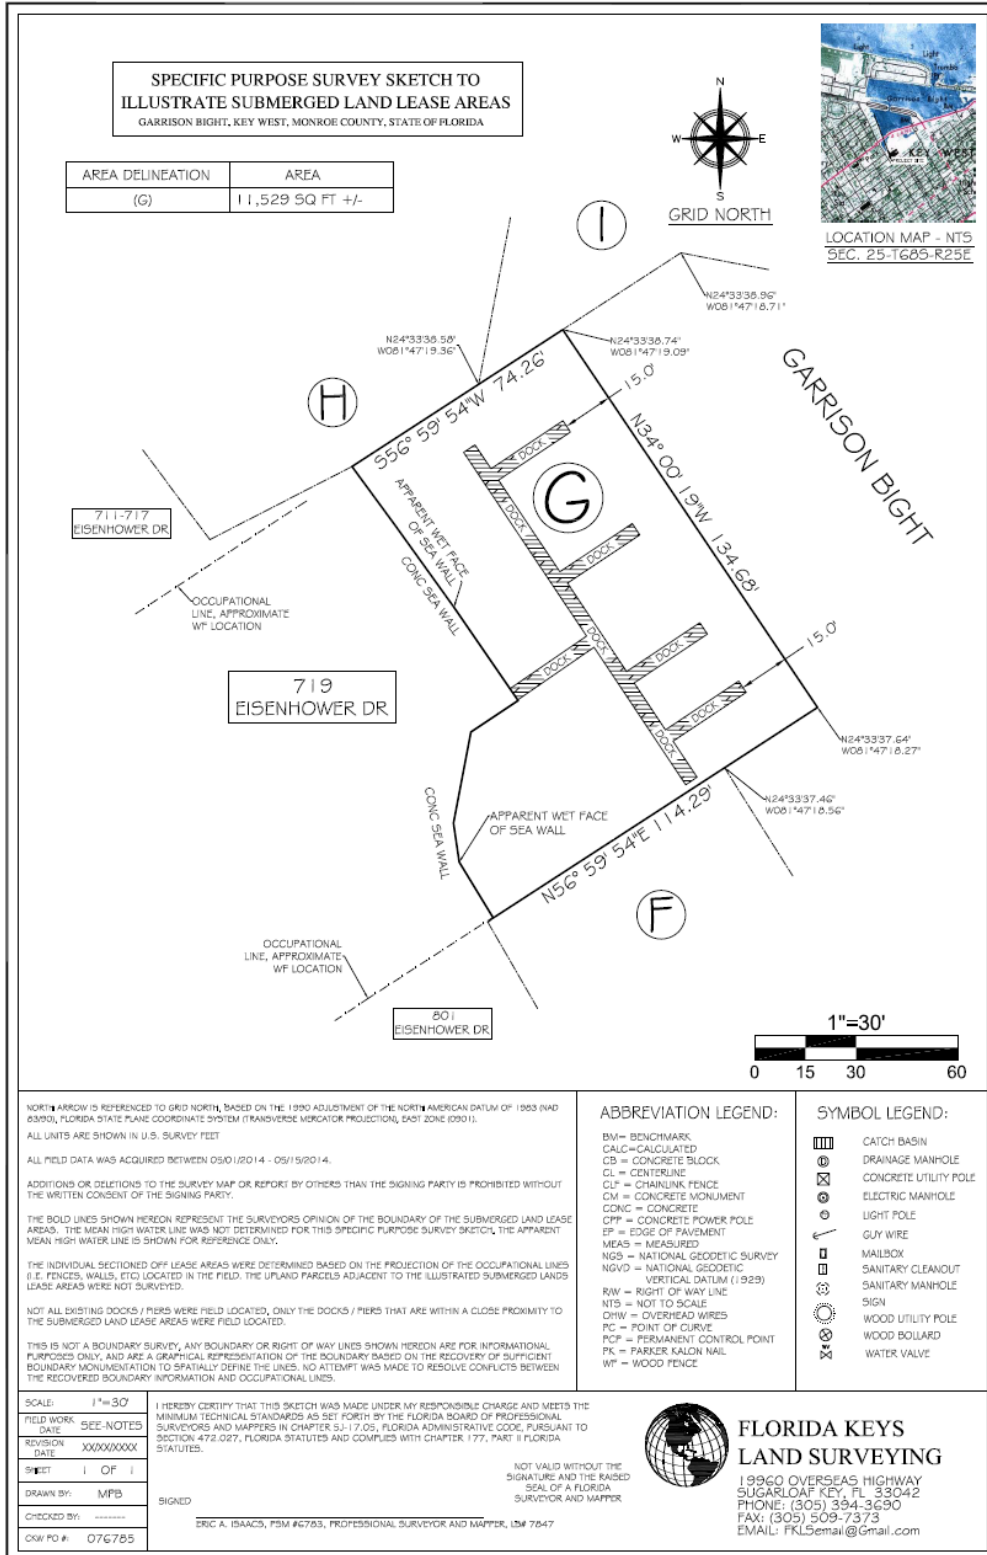 SPECIFIC PURPOSE SURVEY SKETCH TO
ILLUSTRATE SUBMERGED LAND LEASE AREAS
GARRISON BIGHT, KEY WEST, MONROE COUNTY, STATE OF FLORIDA
AREA DELINEATION AREA
(G) 11,529 SQ FT +/-
N
W E
S
GRID NORTH
Light
Light
Trumbo
Garrison Bight
KEY WEST
PROJECT SITE
LOCATION MAP - NTS
SEC. 25-T68S-R25E
I
N24°33'38.96"
W081°47'18.71"
N24°33'38.58"
W081°47'19.36"
N24°33'38.74"
W081°47'19.09"
H
S56° 59' 54"W 74.26'
15.0'
GARRISON BIGHT
N34° 00' 19"W 134.68'
DOCK
G
DOCK
DOCK
DOCK
DOCK
DOCK
DOCK
DOCK
APPARENT WET FACE
OF SEA WALL
CONC SEA WALL
711-717
EISENHOWER DR
OCCUPATIONAL
LINE, APPROXIMATE
WF LOCATION
719
EISENHOWER DR
15.0'
N24°33'37.64"
W081°47'18.27"
N24°33'37.46"
W081°47'18.56"
CONC SEA WALL
APPARENT WET FACE
OF SEA WALL
N56° 59' 54"E 114.29'
F
OCCUPATIONAL
LINE, APPROXIMATE
WF LOCATION
801
EISENHOWER DR
1"=30'
0 15 30 60
NORTH ARROW IS REFERENCED TO GRID NORTH, BASED ON THE 1990 ADJUSTMENT OF THE NORTH AMERICAN DATUM OF 1983 (NAD
83/90), FLORIDA STATE PLANE COORDINATE SYSTEM (TRANSVERSE MERCATOR PROJECTION), EAST ZONE (0901).
ALL UNITS ARE SHOWN IN U.S. SURVEY FEET
ALL FIELD DATA WAS ACQUIRED BETWEEN 05/01/2014 - 05/15/2014.
ADDITIONS OR DELETIONS TO THE SURVEY MAP OR REPORT BY OTHERS THAN THE SIGNING PARTY IS PROHIBITED WITHOUT
THE WRITTEN CONSENT OF THE SIGNING PARTY.
THE BOLD LINES SHOWN HEREON REPRESENT THE SURVEYORS OPINION OF THE BOUNDARY OF THE SUBMERGED LAND LEASE
AREAS. THE MEAN HIGH WATER LINE WAS NOT DETERMINED FOR THIS SPECIFIC PURPOSE SURVEY SKETCH, THE APPARENT
MEAN HIGH WATER LINE IS SHOWN FOR REFERENCE ONLY.
THE INDIVIDUAL SECTIONED OFF LEASE AREAS WERE DETERMINED BASED ON THE PROJECTION OF THE OCCUPATIONAL LINES
(I.E. FENCES, WALLS, ETC) LOCATED IN THE FIELD. THE UPLAND PARCELS ADJACENT TO THE ILLUSTRATED SUBMERGED LANDS
LEASE AREAS WERE NOT SURVEYED.
NOT ALL EXISTING DOCKS / PIERS WERE FIELD LOCATED, ONLY THE DOCKS / PIERS THAT ARE WITHIN A CLOSE PROXIMITY TO
THE SUBMERGED LAND LEASE AREAS WERE FIELD LOCATED.
THIS IS NOT A BOUNDARY SURVEY, ANY BOUNDARY OR RIGHT OF WAY LINES SHOWN HEREON ARE FOR INFORMATIONAL
PURPOSES ONLY, AND ARE A GRAPHICAL REPRESENTATION OF THE BOUNDARY BASED ON THE RECOVERY OF SUFFICIENT
BOUNDARY MONUMENTATION TO SPATIALLY DEFINE THE LINES. NO ATTEMPT WAS MADE TO RESOLVE CONFLICTS BETWEEN
THE RECOVERED BOUNDARY INFORMATION AND OCCUPATIONAL LINES.
ABBREVIATION LEGEND:
BM= BENCHMARK
CALC=CALCULATED
CB = CONCRETE BLOCK
CL = CENTERLINE
CLF = CHAINLINK FENCE
CM = CONCRETE MONUMENT
CONC = CONCRETE
CPP = CONCRETE POWER POLE
EP = EDGE OF PAVEMENT
MEAS = MEASURED
NGS = NATIONAL GEODETIC SURVEY
NGVD = NATIONAL GEODETIC
VERTICAL DATUM (1929)
R/W = RIGHT OF WAY LINE
NTS = NOT TO SCALE
OHW = OVERHEAD WIRES
PC = POINT OF CURVE
PCP = PERMANENT CONTROL POINT
PK = PARKER KALON NAIL
WF = WOOD FENCE
SYMBOL LEGEND:
CATCH BASIN
DRAINAGE MANHOLE
CONCRETE UTILITY POLE
ELECTRIC MANHOLE
LIGHT POLE
GUY WIRE
MAILBOX
SANITARY CLEANOUT
SANITARY MANHOLE
SIGN
WOOD UTILITY POLE
WOOD BOLLARD
WV
WATER VALVE
SCALE: 1"=30'
FIELD WORK DATE SEE-NOTES
REVISION DATE XX/XX/XXXX
SHEET 1 OF 1
DRAWN BY: MPB
CHECKED BY: -------
CKW PO #: 076785
I HEREBY CERTIFY THAT THIS SKETCH WAS MADE UNDER MY RESPONSIBLE CHARGE AND MEETS THE
MINIMUM TECHNICAL STANDARDS AS SET FORTH BY THE FLORIDA BOARD OF PROFESSIONAL
SURVEYORS AND MAPPERS IN CHAPTER 5J-17.05, FLORIDA ADMINISTRATIVE CODE, PURSUANT TO
SECTION 472.027, FLORIDA STATUTES AND COMPLIES WITH CHAPTER 177, PART II FLORIDA
STATUTES.
NOT VALID WITHOUT THE
SIGNATURE AND THE RAISED
SEAL OF A FLORIDA
SURVEYOR AND MAPPER
SIGNED
ERIC A. ISAACS, PSM #6783, PROFESSIONAL SURVEYOR AND MAPPER, LB# 7847
FLORIDA KEYS
LAND SURVEYING
19960 OVERSEAS HIGHWAY
SUGARLOAF KEY, FL 33042
PHONE: (305) 394-3690
FAX: (305) 509-7373
EMAIL: FKLSemail@Gmail.com